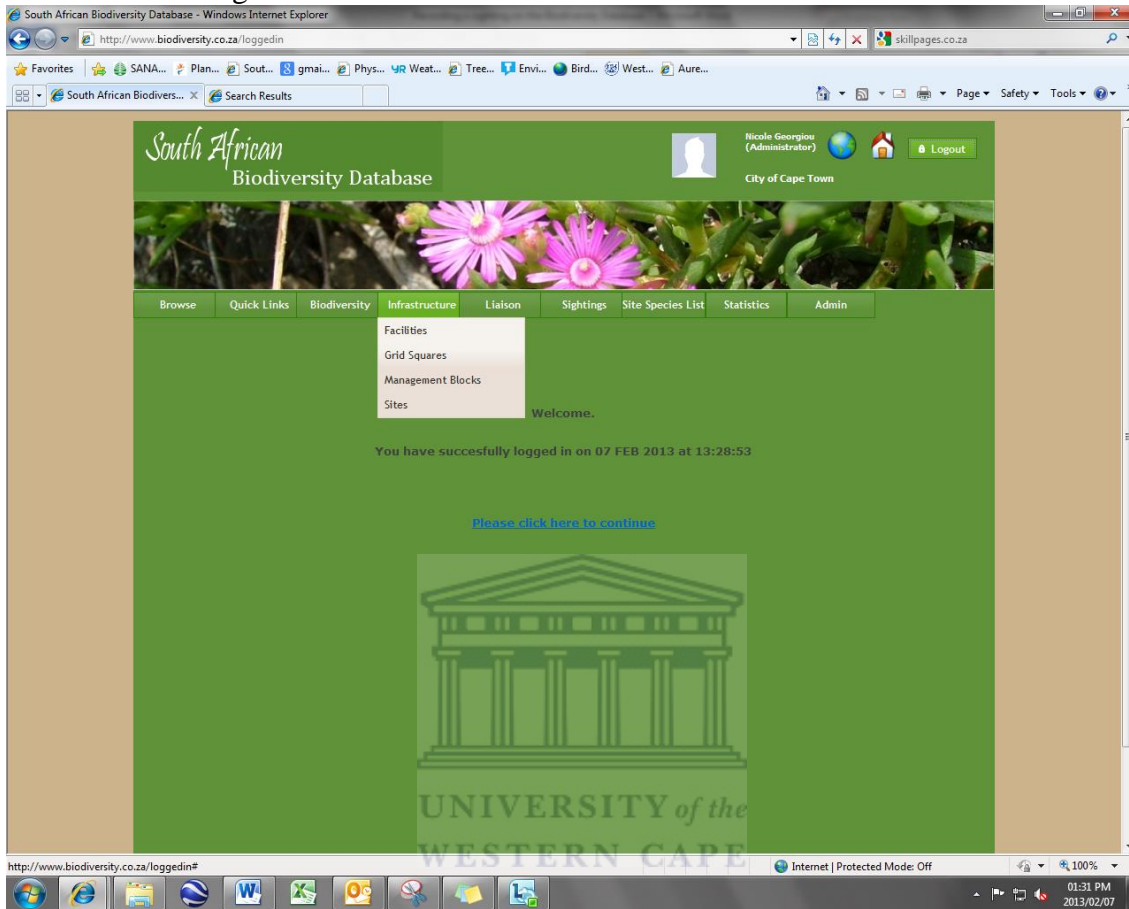 South African Biodiversity Database - Windows Internet Explorer
http://www.biodiversity.co.za/loggedin
skillpages.co.za
Favorites SANA... Plan... Sout... gmai... Phys... YR Weat... Tree... Envi... Bird... West... Aure...
South African Biodivers... X Search Results
Page Safety Tools
South African
Biodiversity Database
Nicole Georgiou
(Administrator)
City of Cape Town
Logout
Browse Quick Links Biodiversity Infrastructure Liaison Sightings Site Species List Statistics Admin
Facilities
Grid Squares
Management Blocks
Sites
Welcome.
You have succesfully logged in on 07 FEB 2013 at 13:28:53
Please click here to continue
UNIVERSITY of the
WESTERN CAPE
http://www.biodiversity.co.za/loggedin#
Internet | Protected Mode: Off
100%
01:31 PM
2013/02/07